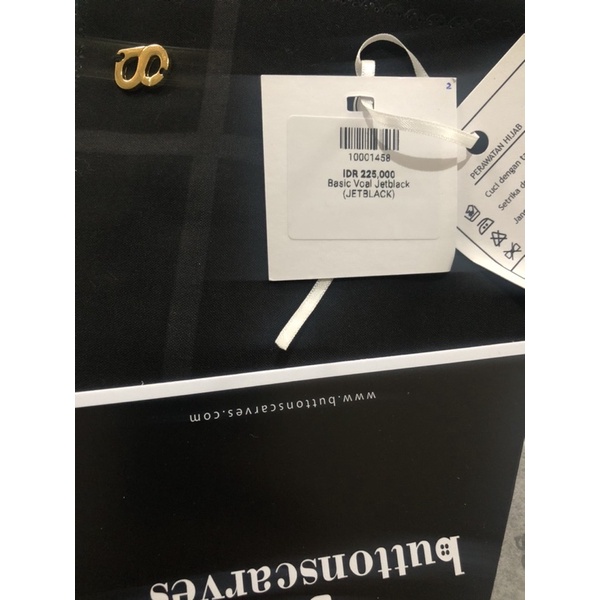 2
10001458
IDR 225,000
Basic Voal Jetblack
(JETBLACK)
PERAWATAN HIJAB
Cuci dengan
Setrika
www.buttonscarves.com
buttonscarves